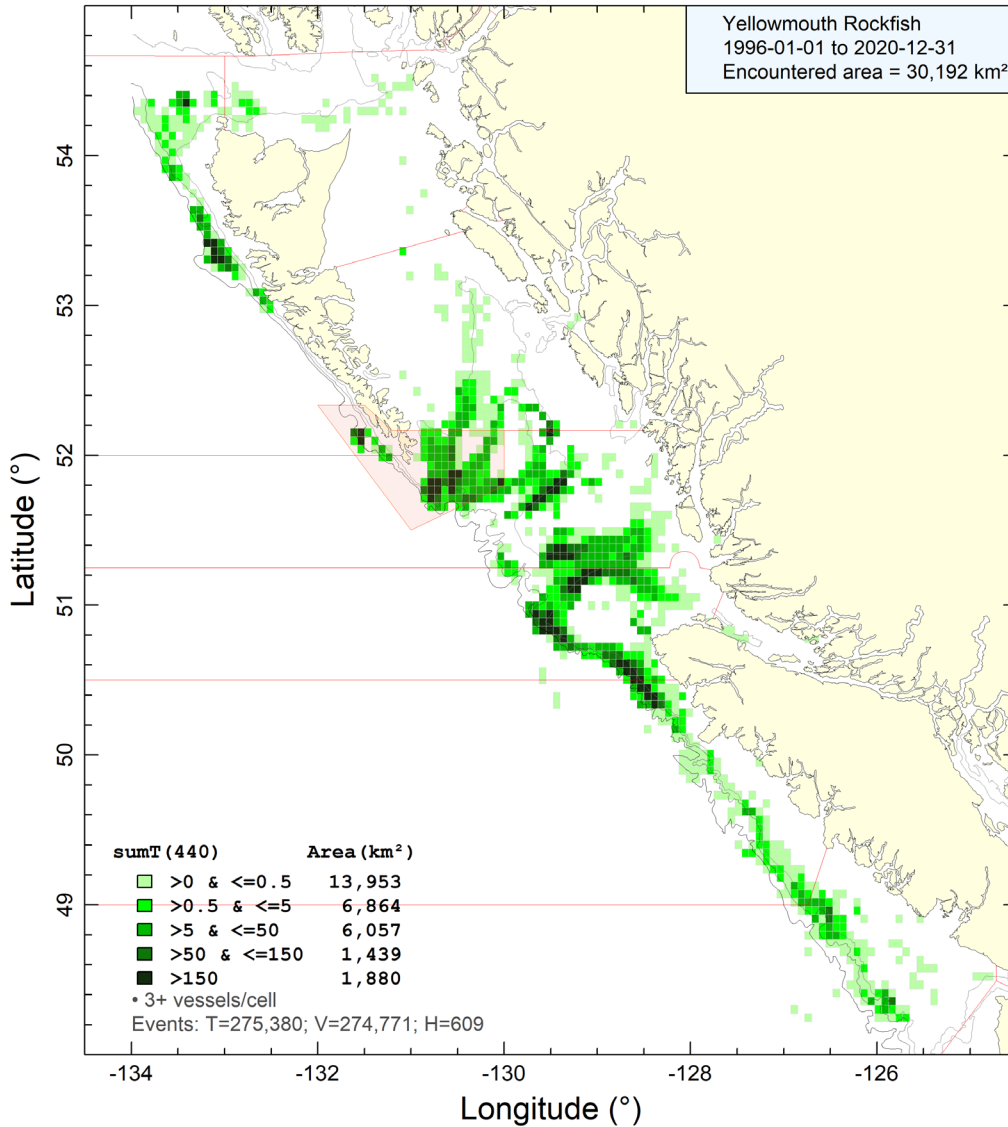 Yellowmouth Rockfish
1996-01-01 to 2020-12-31
Encountered area = 30,192 km²
54
53
52
51
50
49
Latitude (°)
sumT(440) Area(km²)
>0 & <=0.5 13,953
>0.5 & <=5 6,864
>5 & <=50 6,057
>50 & <=150 1,439
>150 1,880
• 3+ vessels/cell
Events: T=275,380; V=274,771; H=609
-134 -132 -130 -128 -126
Longitude (°)